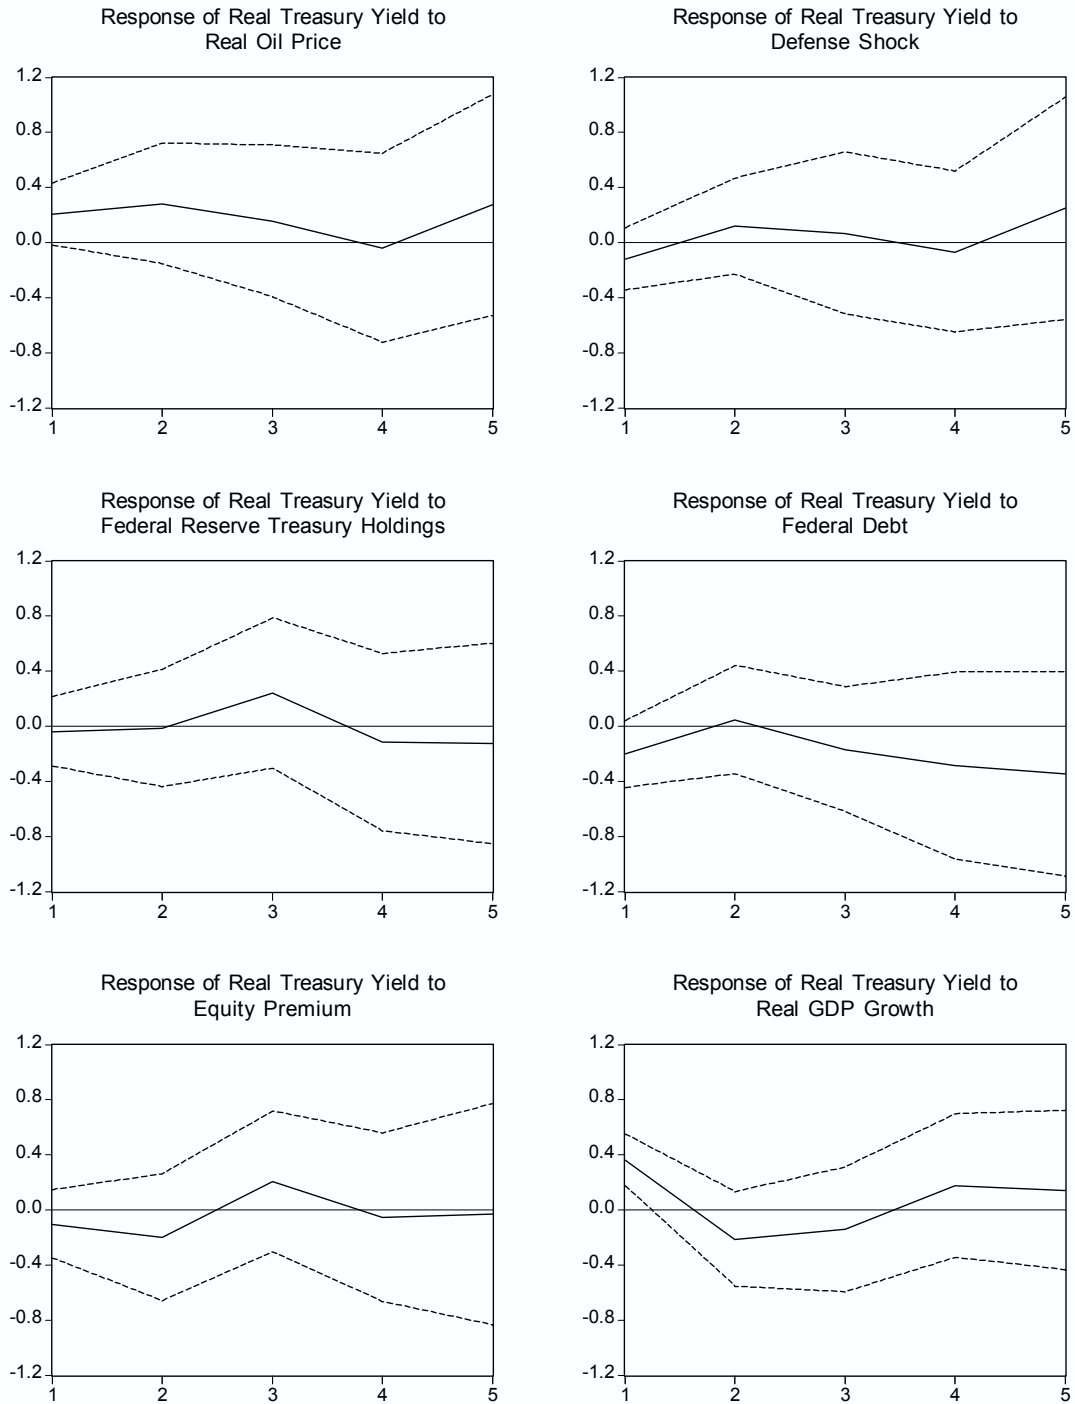 Response of Real Treasury Yield to
Real Oil Price
1.2
0.8
0.4
0.0
-0.4
-0.8
-1.2
1 2 3 4 5
Response of Real Treasury Yield to
Defense Shock
1.2
0.8
0.4
0.0
-0.4
-0.8
-1.2
1 2 3 4 5
Response of Real Treasury Yield to
Federal Reserve Treasury Holdings
1.2
0.8
0.4
0.0
-0.4
-0.8
-1.2
1 2 3 4 5
Response of Real Treasury Yield to
Federal Debt
1.2
0.8
0.4
0.0
-0.4
-0.8
-1.2
1 2 3 4 5
Response of Real Treasury Yield to
Equity Premium
1.2
0.8
0.4
0.0
-0.4
-0.8
-1.2
1 2 3 4 5
Response of Real Treasury Yield to
Real GDP Growth
1.2
0.8
0.4
0.0
-0.4
-0.8
-1.2
1 2 3 4 5